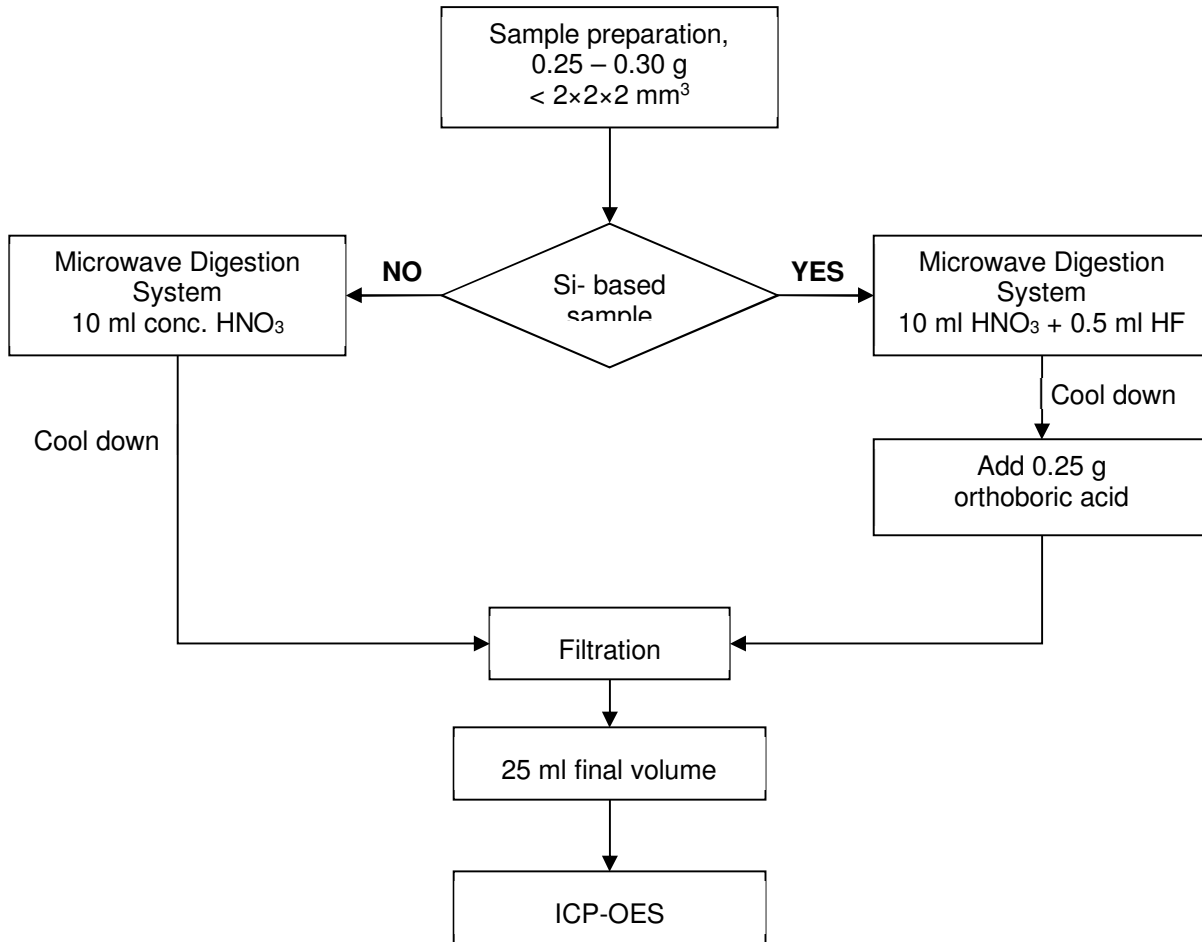 Sample preparation,
0.25 – 0.30 g
< 2×2×2 mm³
Microwave Digestion
System
10 ml conc. HNO₃
NO
Si- based
sample
YES
Microwave Digestion
System
10 ml HNO₃ + 0.5 ml HF
Cool down
Cool down
Add 0.25 g
orthoboric acid
Filtration
25 ml final volume
ICP-OES